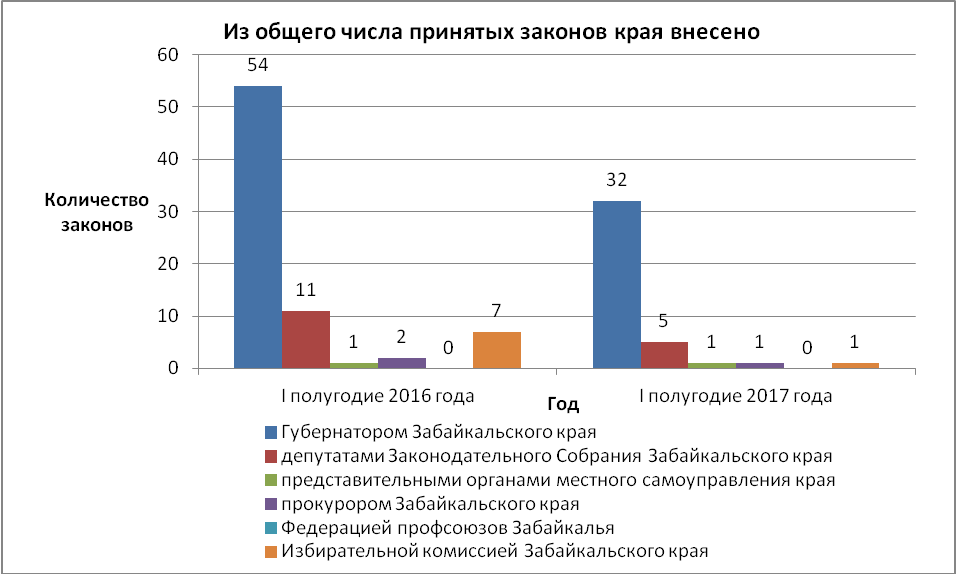 Из общего числа принятых законов края внесено
60
50
40
30
20
10
0
Количество
законов
54
11
1
2
0
7
32
5
1
1
0
1
I полугодие 2016 года
I полугодие 2017 года
Год
Губернатором Забайкальского края
депутатами Законодательного Собрания Забайкальского края
представительными органами местного самоуправления края
прокурором Забайкальского края
Федерацией профсоюзов Забайкалья
Избирательной комиссией Забайкальского края